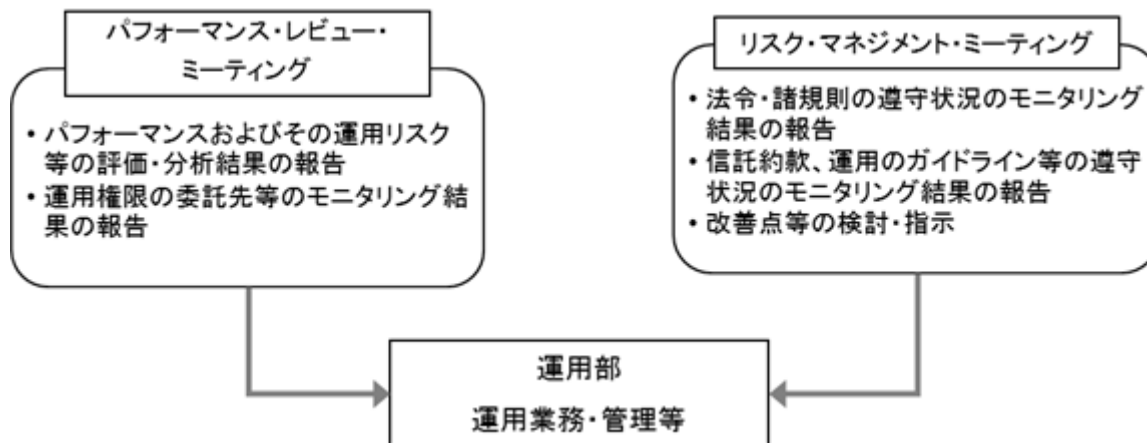 パフォーマンス・レビュー・
ミーティング
• パフォーマンスおよびその運用リスク
等の評価・分析結果の報告
• 運用権限の委託先等のモニタリング結
果の報告
リスク・マネジメント・ミーティング
• 法令・諸規則の遵守状況のモニタリング
結果の報告
• 信託約款、運用のガイドライン等の遵守
状況のモニタリング結果の報告
• 改善点等の検討・指示
運用部
運用業務・管理等